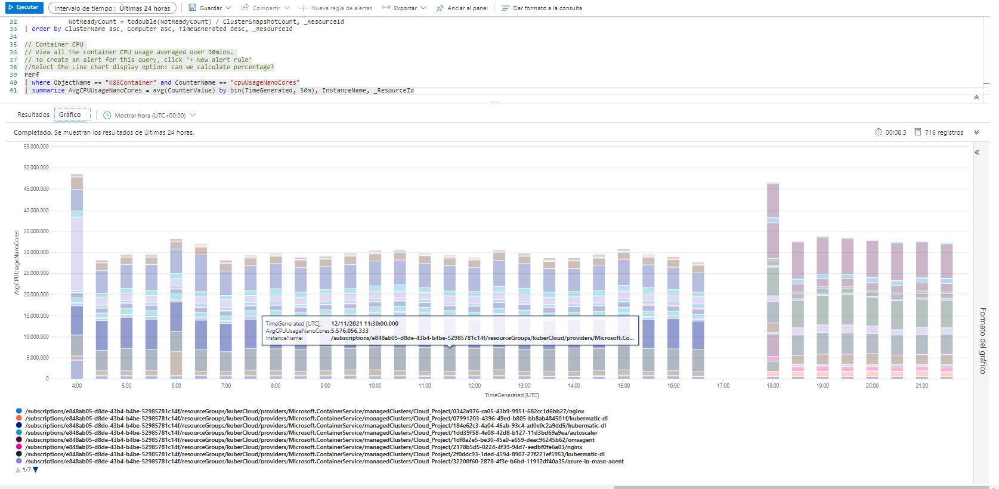 Ejecutar
Intervalo de tiempo : Últimas 24 horas
Guardar
Compartir
Nueva regla de alertas
Exportar
Anclar al panel
Dar formato a la consulta
32 NotReadyCount = todouble(NotReadyCount) / ClusterSnapshotCount, _ResourceId
33 | order by ClusterName asc, Computer asc, TimeGenerated desc, _ResourceId
34
35 // Container CPU
36 // View all the container CPU usage averaged over 30mins.
37 // To create an alert for this query, click '+ New alert rule'
38 //Select the Line chart display option: can we calculate percentage?
39 Perf
40 | where ObjectName == "K8SContainer" and CounterName == "cpuUsageNanoCores"
41 | summarize AvgCPUUsageNanoCores = avg(CounterValue) by bin(TimeGenerated, 30m), InstanceName, _ResourceId
...
Resultados
Gráfico
Mostrar hora (UTC+00:00)
Completado. Se muestran los resultados de últimas 24 horas.
00:08.3
716 registros
55.000.000
50.000.000
45.000.000
40.000.000
35.000.000
30.000.000
25.000.000
20.000.000
15.000.000
10.000.000
5.000.000
0
AvgCPUUsageNanoCores
TimeGenerated [UTC]: 12/11/2021 11:30:00.000
AvgCPUUsageNanoCores:5.576.056,333
InstanceName: /subscriptions/e848ab05-d8de-43b4-b4be-52985781c14f/resourceGroups/kuberCloud/providers/Microsoft.Co...
4:00 5:00 6:00 7:00 8:00 9:00 10:00 11:00 12:00 13:00 14:00 15:00 16:00 17:00 18:00 19:00 20:00 21:00
TimeGenerated [UTC]
Formato del gráfico
/subscriptions/e848ab05-d8de-43b4-b4be-52985781c14f/resourceGroups/kuberCloud/providers/Microsoft.ContainerService/managedClusters/Cloud_Project/0342a976-ca05-43b9-9951-682cc1d6bb27/nginx
/subscriptions/e848ab05-d8de-43b4-b4be-52985781c14f/resourceGroups/kuberCloud/providers/Microsoft.ContainerService/managedClusters/Cloud_Project/07991203-4396-49ed-b805-bb8ab484501f/kubermatic-dl
/subscriptions/e848ab05-d8de-43b4-b4be-52985781c14f/resourceGroups/kuberCloud/providers/Microsoft.ContainerService/managedClusters/Cloud_Project/184e62c3-4a04-46ab-93c4-ad0e0c2a9dd5/kubermatic-dl
/subscriptions/e848ab05-d8de-43b4-b4be-52985781c14f/resourceGroups/kuberCloud/providers/Microsoft.ContainerService/managedClusters/Cloud_Project/1dd39f58-4e08-42d8-b127-11d3bd69a9ea/autoscaler
/subscriptions/e848ab05-d8de-43b4-b4be-52985781c14f/resourceGroups/kuberCloud/providers/Microsoft.ContainerService/managedClusters/Cloud_Project/1df8a2e5-be30-45a0-a659-deac96245b62/omsagent
/subscriptions/e848ab05-d8de-43b4-b4be-52985781c14f/resourceGroups/kuberCloud/providers/Microsoft.ContainerService/managedClusters/Cloud_Project/2178b5d5-0224-4f39-94d7-eedbf0fe6a03/nginx
/subscriptions/e848ab05-d8de-43b4-b4be-52985781c14f/resourceGroups/kuberCloud/providers/Microsoft.ContainerService/managedClusters/Cloud_Project/2f0ddc93-1ded-4594-8907-27f221ef5953/kubermatic-dl
/subscriptions/e848ab05-d8de-43b4-b4be-52985781c14f/resourceGroups/kuberCloud/providers/Microsoft.ContainerService/managedClusters/Cloud_Project/32200f60-2878-4f3e-b6bd-11912df40a35/azure-ip-masq-agent
1/7